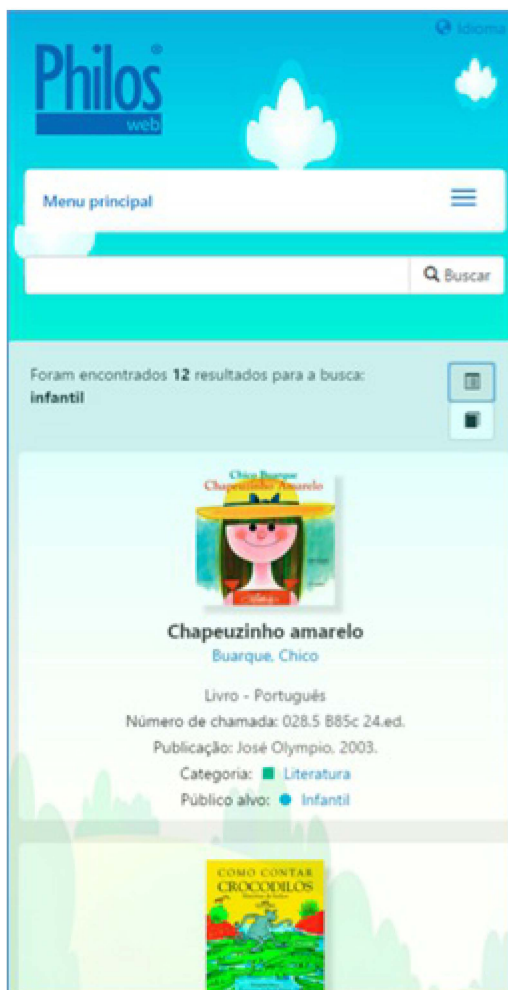 Idioma
Philos®
web
Menu principal
Buscar
Foram encontrados 12 resultados para a busca:
infantil
Chico Buarque
Chapeuzinho Amarelo
Chapeuzinho amarelo
Buarque, Chico
Livro - Português
Número de chamada: 028.5 B85c 24.ed.
Publicação: José Olympio, 2003.
Categoria: Literatura
Público alvo: Infantil
COMO CONTAR
CROCODILOS